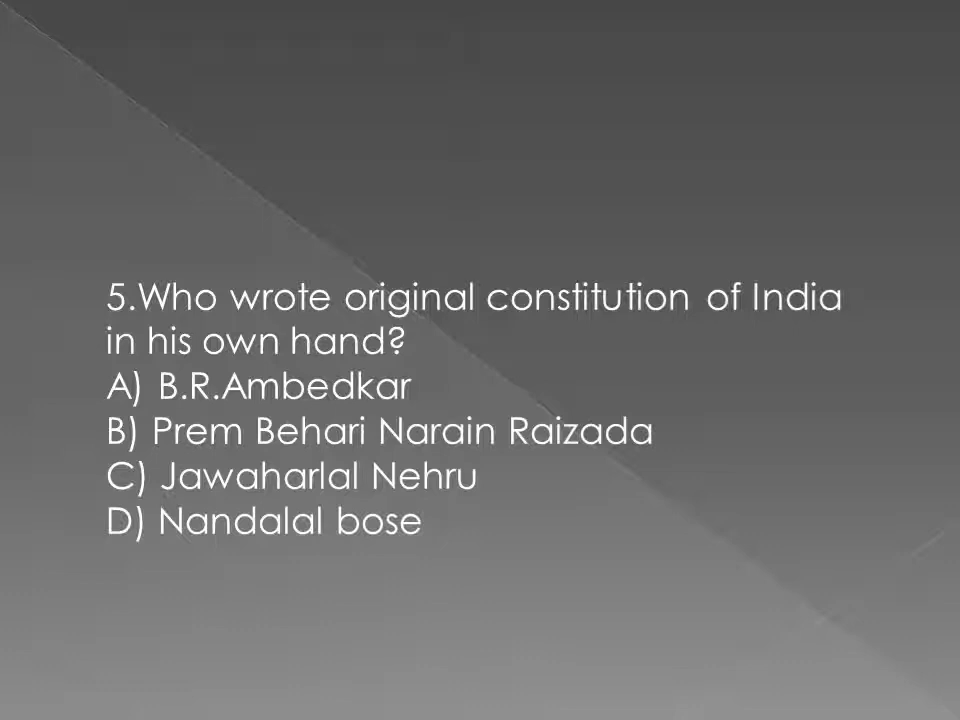 5.Who wrote original constitution of India
in his own hand?
A) B.R.Ambedkar
B) Prem Behari Narain Raizada
C) Jawaharlal Nehru
D) Nandalal bose